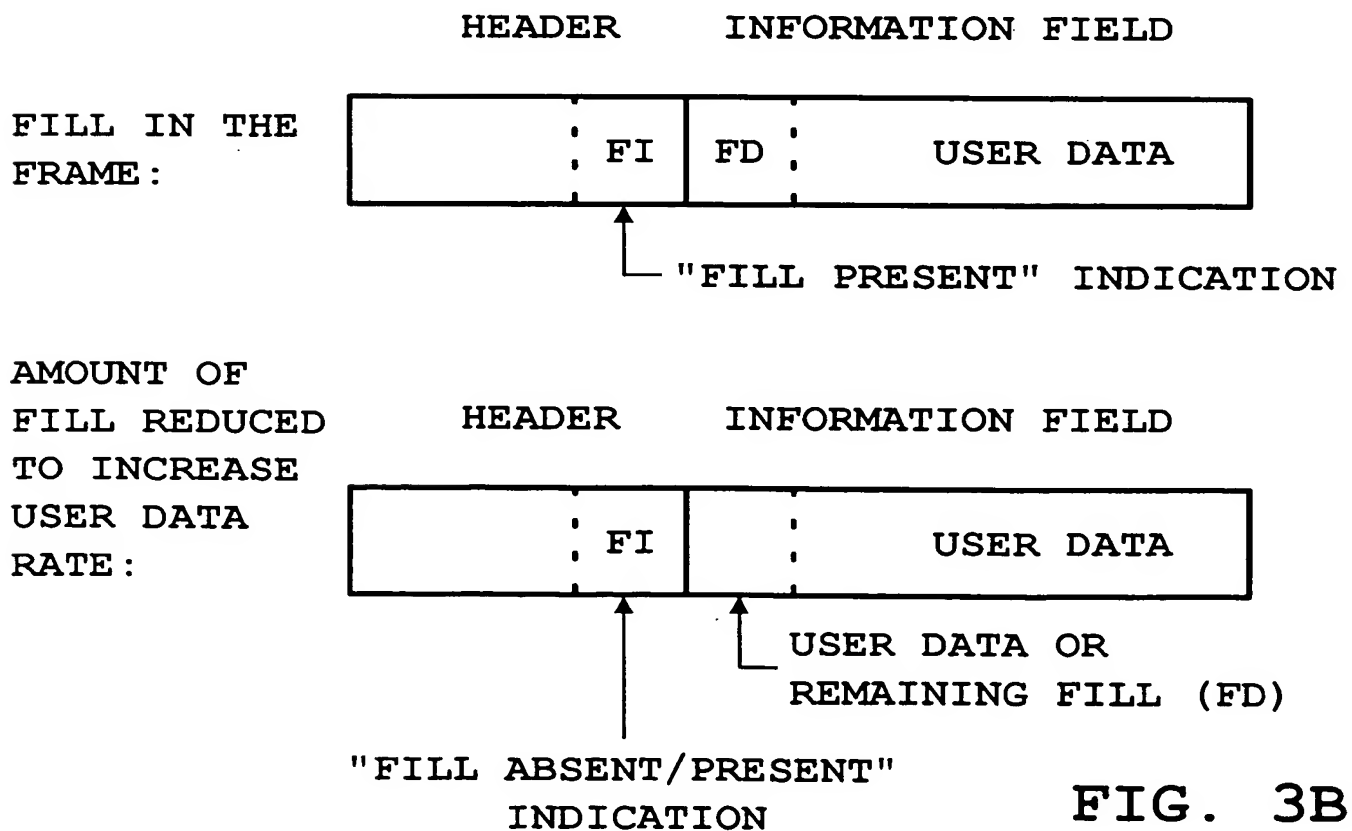 HEADER INFORMATION FIELD
FILL IN THE
FRAME:
FI FD USER DATA
"FILL PRESENT" INDICATION
AMOUNT OF
FILL REDUCED
TO INCREASE
USER DATA
RATE:
HEADER INFORMATION FIELD
FI USER DATA
USER DATA OR
REMAINING FILL (FD)
"FILL ABSENT/PRESENT"
INDICATION
FIG. 3B